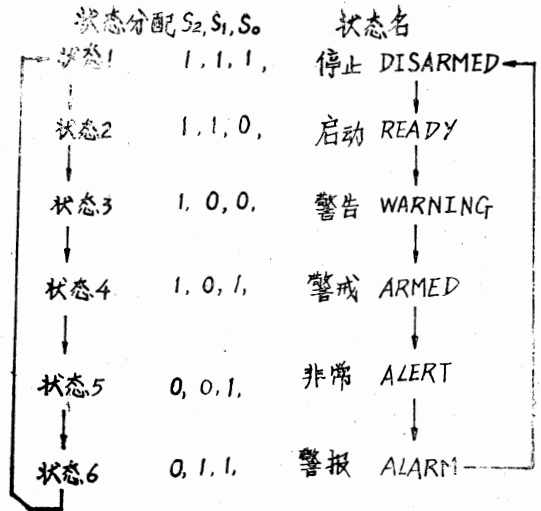 状态分配 S₂,S₁,S₀ 状态名
状态1 1,1,1, 停止 DISARMED
状态2 1,1,0, 启动 READY
状态3 1,0,0, 警告 WARNING
状态4 1,0,1, 警戒 ARMED
状态5 0,0,1, 非常 ALERT
状态6 0,1,1, 警报 ALARM